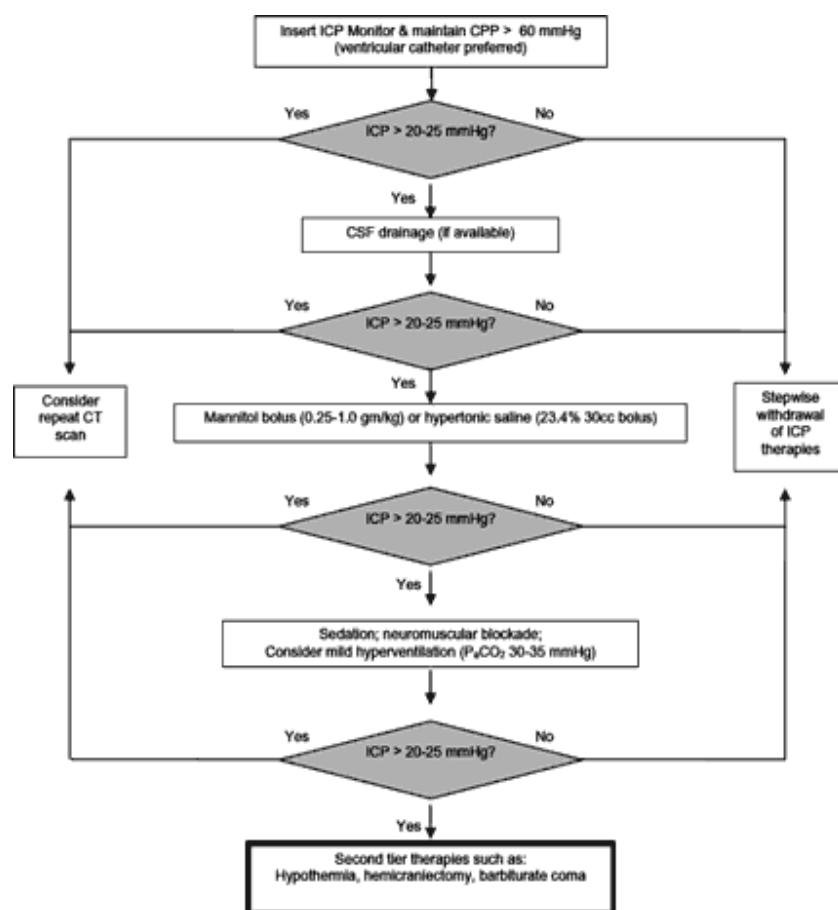 Insert ICP Monitor & maintain CPP > 60 mmHg
(ventricular catheter preferred)
Yes
No
ICP > 20-25 mmHg?
Yes
CSF drainage (if available)
Yes
No
ICP > 20-25 mmHg?
Yes
Consider
repeat CT
scan
Mannitol bolus (0.25-1.0 gm/kg) or hypertonic saline (23.4% 30cc bolus)
Stepwise
withdrawal
of ICP
therapies
Yes
No
ICP > 20-25 mmHg?
Yes
Sedation; neuromuscular blockade;
Consider mild hyperventilation (PaCO2 30-35 mmHg)
Yes
No
ICP > 20-25 mmHg?
Yes
Second tier therapies such as:
Hypothermia, hemicraniectomy, barbiturate coma